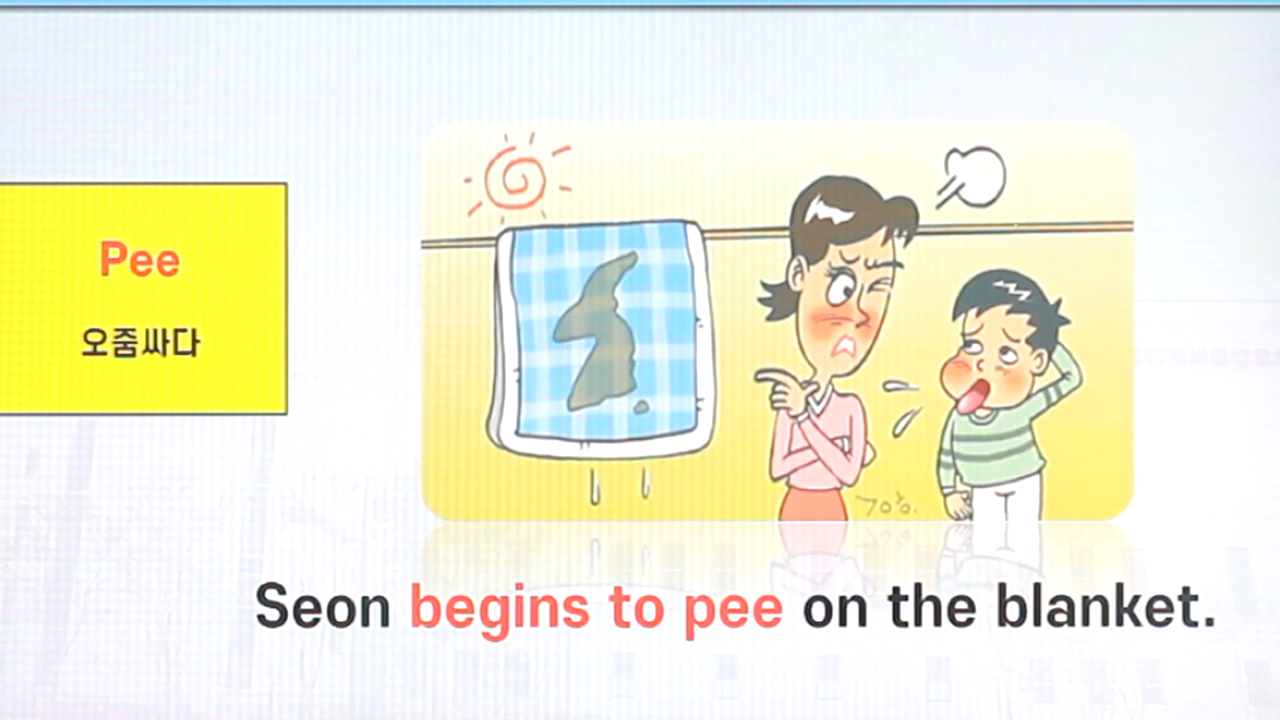 Pee
오줌싸다
Seon begins to pee on the blanket.